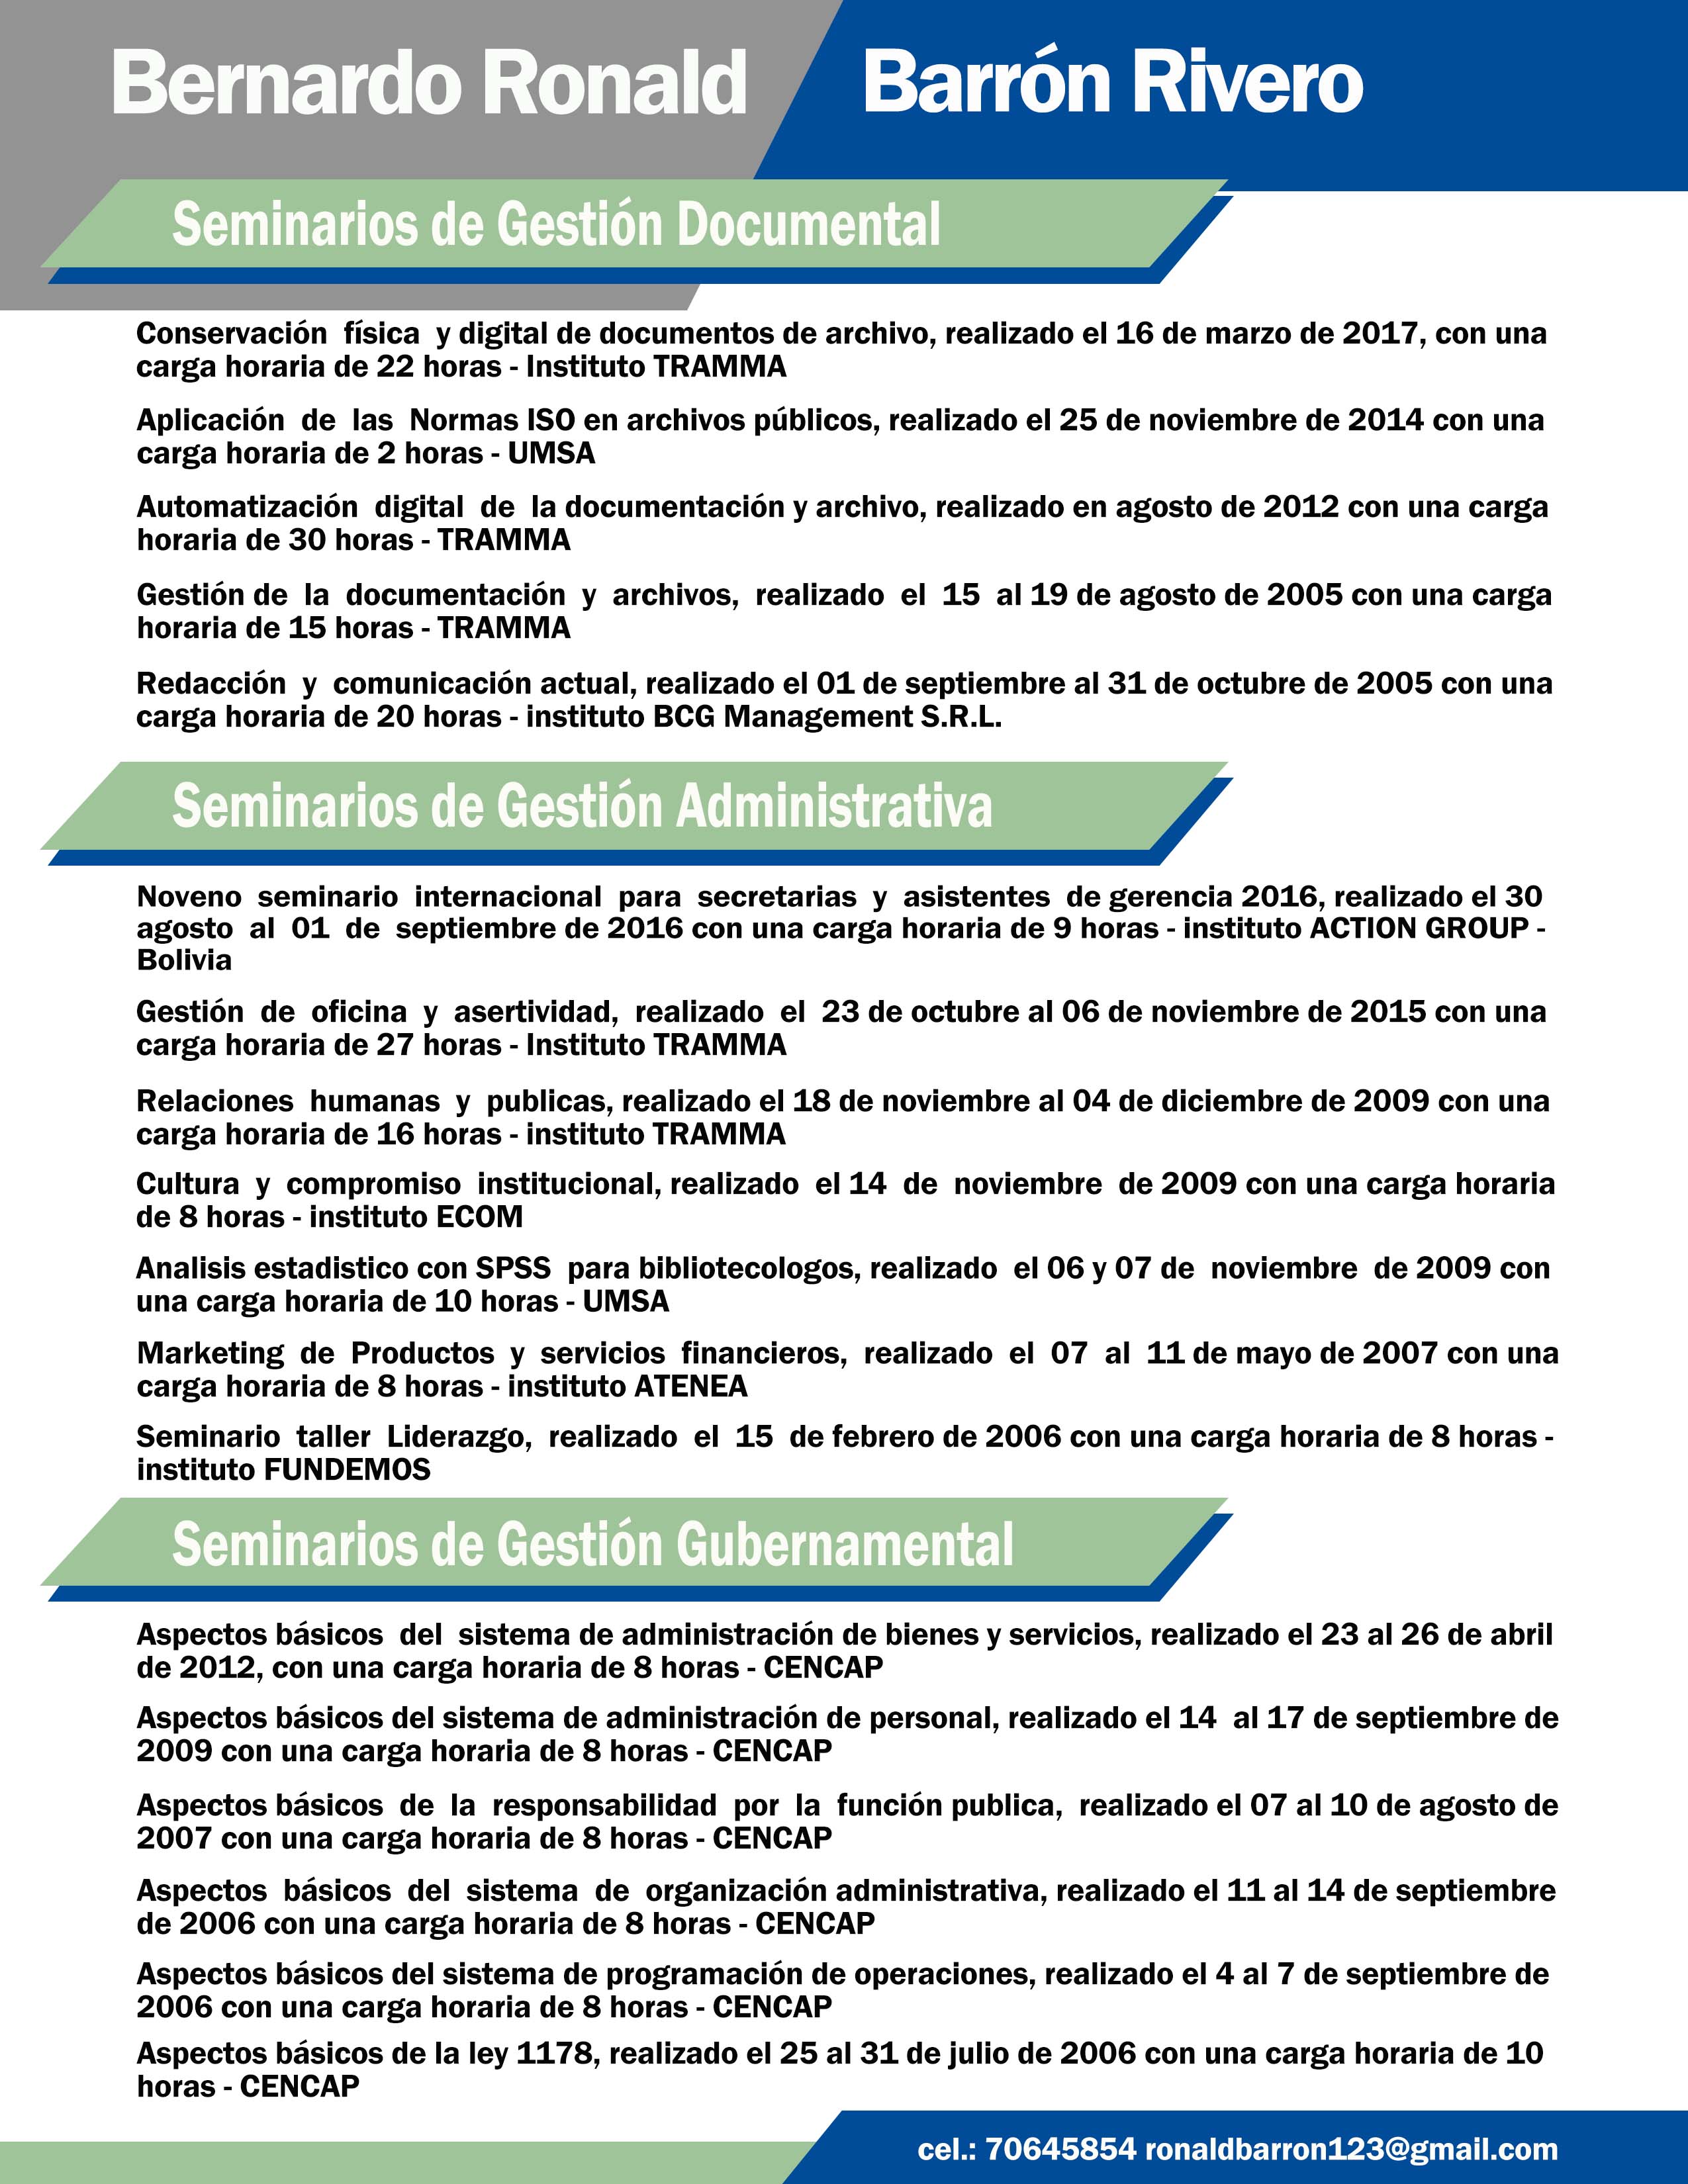 Bernardo Ronald Barrón Rivero
Seminarios de Gestión Documental
Conservación física y digital de documentos de archivo, realizado el 16 de marzo de 2017, con una
carga horaria de 22 horas - Instituto TRAMMA
Aplicación de las Normas ISO en archivos públicos, realizado el 25 de noviembre de 2014 con una
carga horaria de 2 horas - UMSA
Automatización digital de la documentación y archivo, realizado en agosto de 2012 con una carga
horaria de 30 horas - TRAMMA
Gestión de la documentación y archivos, realizado el 15 al 19 de agosto de 2005 con una carga
horaria de 15 horas - TRAMMA
Redacción y comunicación actual, realizado el 01 de septiembre al 31 de octubre de 2005 con una
carga horaria de 20 horas - instituto BCG Management S.R.L.
Seminarios de Gestión Administrativa
Noveno seminario internacional para secretarias y asistentes de gerencia 2016, realizado el 30
agosto al 01 de septiembre de 2016 con una carga horaria de 9 horas - instituto ACTION GROUP -
Bolivia
Gestión de oficina y asertividad, realizado el 23 de octubre al 06 de noviembre de 2015 con una
carga horaria de 27 horas - Instituto TRAMMA
Relaciones humanas y publicas, realizado el 18 de noviembre al 04 de diciembre de 2009 con una
carga horaria de 16 horas - instituto TRAMMA
Cultura y compromiso institucional, realizado el 14 de noviembre de 2009 con una carga horaria
de 8 horas - instituto ECOM
Analisis estadistico con SPSS para bibliotecologos, realizado el 06 y 07 de noviembre de 2009 con
una carga horaria de 10 horas - UMSA
Marketing de Productos y servicios financieros, realizado el 07 al 11 de mayo de 2007 con una
carga horaria de 8 horas - instituto ATENEA
Seminario taller Liderazgo, realizado el 15 de febrero de 2006 con una carga horaria de 8 horas -
instituto FUNDEMOS
Seminarios de Gestión Gubernamental
Aspectos básicos del sistema de administración de bienes y servicios, realizado el 23 al 26 de abril
de 2012, con una carga horaria de 8 horas - CENCAP
Aspectos básicos del sistema de administración de personal, realizado el 14 al 17 de septiembre de
2009 con una carga horaria de 8 horas - CENCAP
Aspectos básicos de la responsabilidad por la función publica, realizado el 07 al 10 de agosto de
2007 con una carga horaria de 8 horas - CENCAP
Aspectos básicos del sistema de organización administrativa, realizado el 11 al 14 de septiembre
de 2006 con una carga horaria de 8 horas - CENCAP
Aspectos básicos del sistema de programación de operaciones, realizado el 4 al 7 de septiembre de
2006 con una carga horaria de 8 horas - CENCAP
Aspectos básicos de la ley 1178, realizado el 25 al 31 de julio de 2006 con una carga horaria de 10
horas - CENCAP
cel.: 70645854 ronaldbarron123@gmail.com